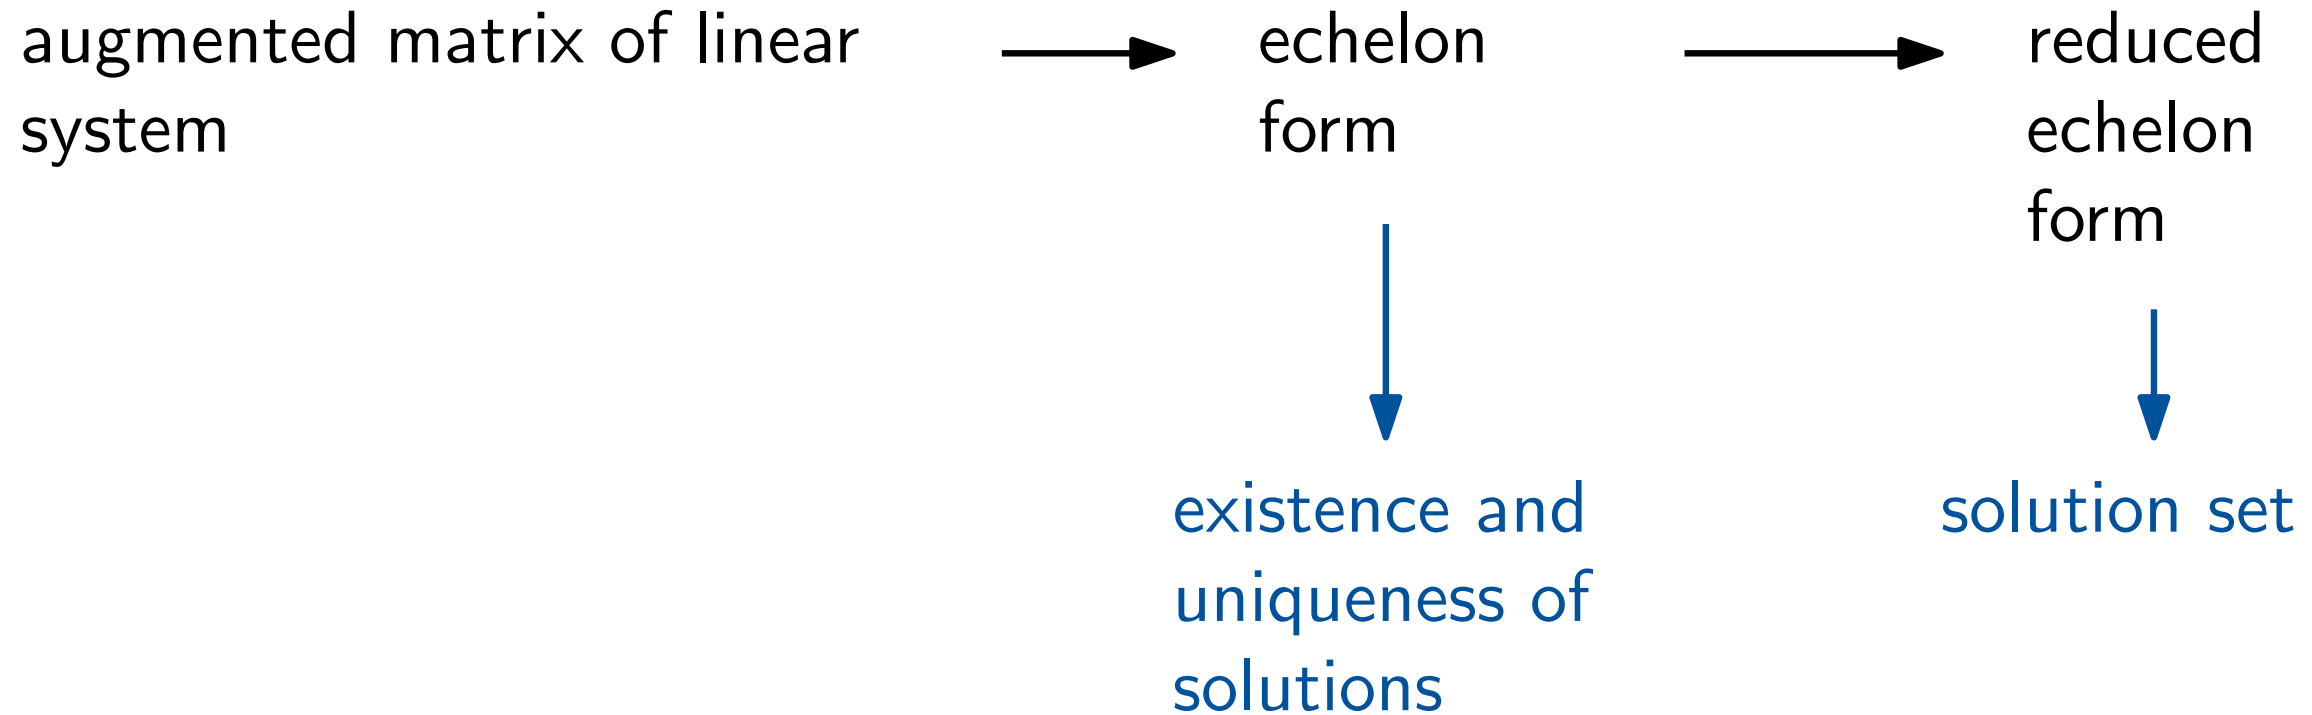 augmented matrix of linear
system
echelon
form
reduced
echelon
form
existence and
uniqueness of
solutions
solution set